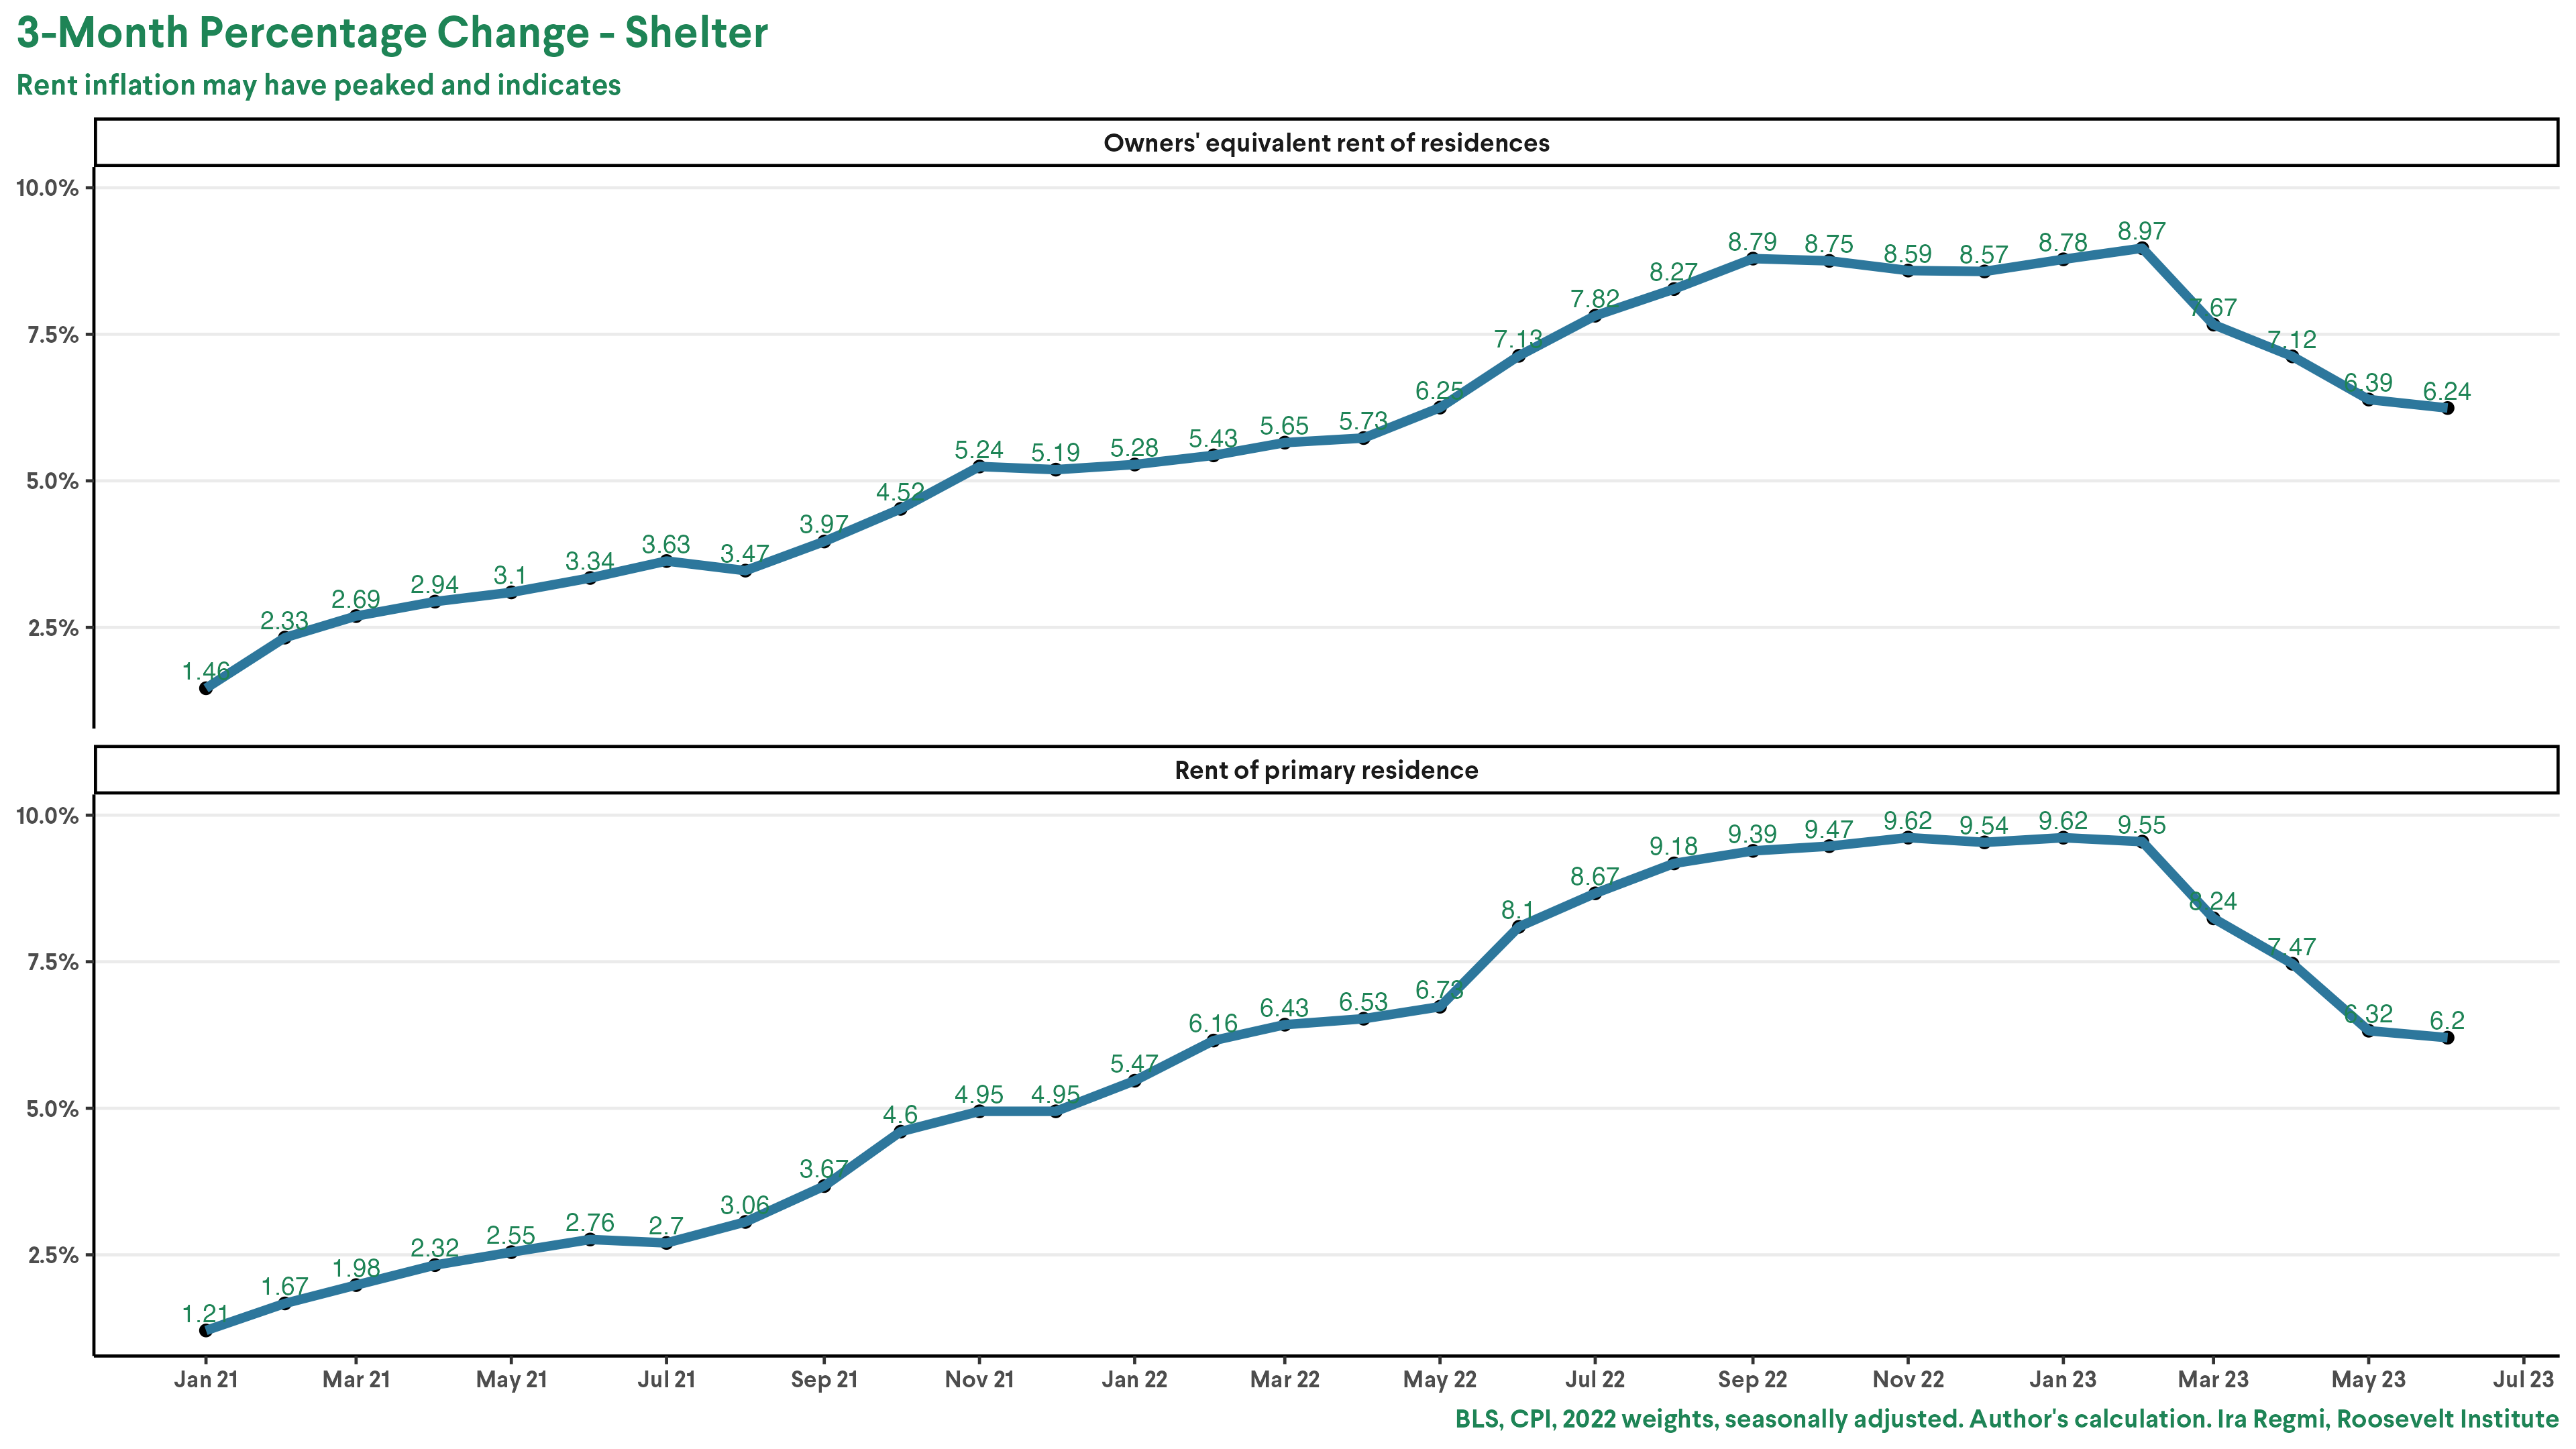 3-Month Percentage Change - Shelter
Rent inflation may have peaked and indicates
Owners' equivalent rent of residences
10.0%
7.5%
5.0%
2.5%
1.46 2.33 2.69 2.94 3.1 3.34 3.63 3.47 3.97 4.52 5.24 5.19 5.28 5.43 5.65 5.73 6.25 7.13 7.82 8.27 8.79 8.75 8.59 8.57 8.78 8.97 7.67 7.12 6.39 6.24
Rent of primary residence
10.0%
7.5%
5.0%
2.5%
1.21 1.67 1.98 2.32 2.55 2.76 2.7 3.06 3.67 4.6 4.95 4.95 5.47 6.16 6.43 6.53 6.73 8.1 8.67 9.18 9.39 9.47 9.62 9.54 9.62 9.55 8.24 7.47 6.32 6.2
Jan 21 Mar 21 May 21 Jul 21 Sep 21 Nov 21 Jan 22 Mar 22 May 22 Jul 22 Sep 22 Nov 22 Jan 23 Mar 23 May 23 Jul 23
BLS, CPI, 2022 weights, seasonally adjusted. Author's calculation. Ira Regmi, Roosevelt Institute